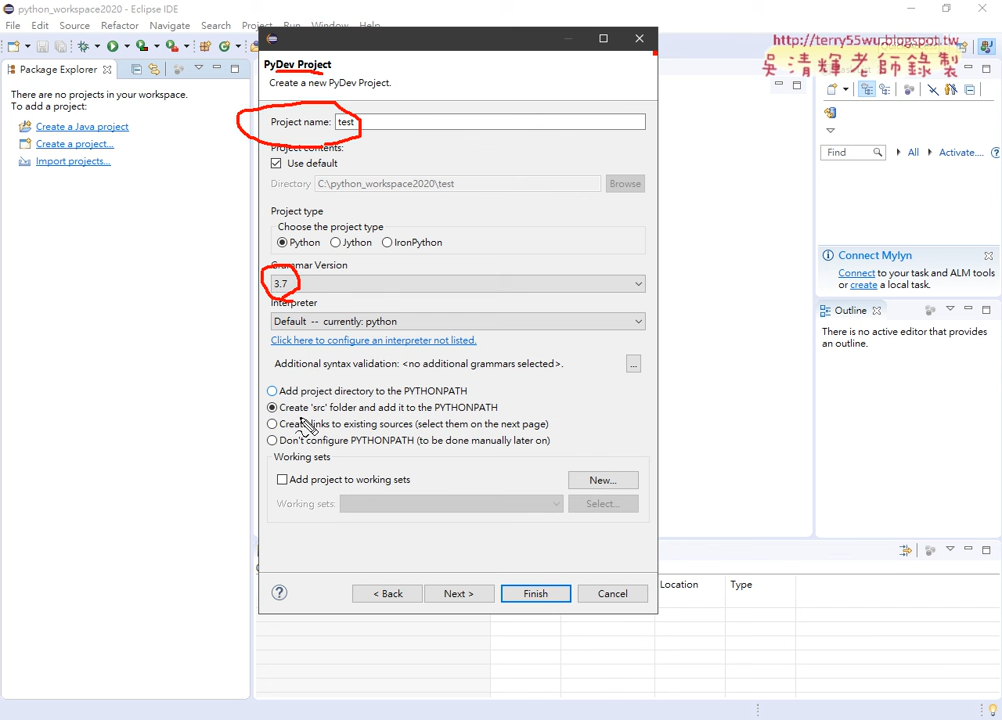 python_workspace2020 - Eclipse IDE
File Edit Source Refactor Navigate Search Project Run Window Help
http://terry55wu.blogspot.tw
吳清輝老師錄製
Package Explorer
There are no projects in your workspace.
To add a project:
Create a Java project
Create a project...
Import projects...
PyDev Project
Create a new PyDev Project.
Project name: test
Project contents:
Use default
Directory C:\python_workspace2020\test Browse
Project type
Choose the project type
Python Jython IronPython
Grammar Version
3.7
Interpreter
Default -- currently: python
Click here to configure an interpreter not listed.
Additional syntax validation: <no additional grammars selected>. ...
Add project directory to the PYTHONPATH
Create 'src' folder and add it to the PYTHONPATH
Create links to existing sources (select them on the next page)
Don't configure PYTHONPATH (to be done manually later on)
Working sets
Add project to working sets New...
Working sets: Select...
< Back Next > Finish Cancel
Find All Activate...
Connect Mylyn
Connect to your task and ALM tools
or create a local task.
Outline
There is no active editor that provides
an outline.
Location Type